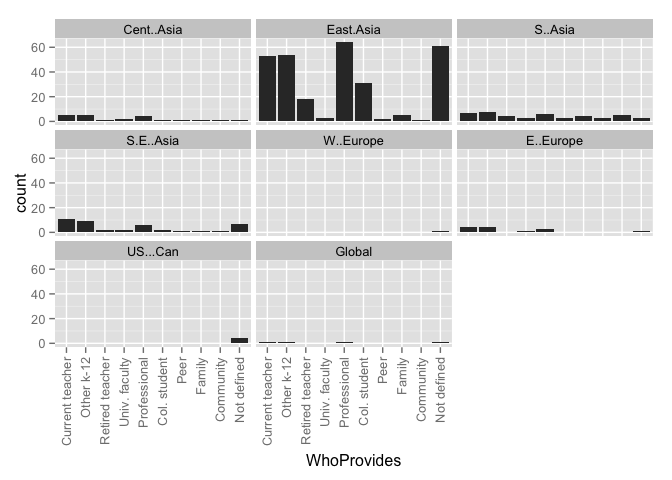 Cent..Asia East.Asia S..Asia
60
40
20
0
S.E..Asia W..Europe E..Europe
60
40
20
0
US...Can Global
60
40
20
0
count
Current teacher
Other k-12
Retired teacher
Univ. faculty
Professional
Col. student
Peer
Family
Community
Not defined
Current teacher
Other k-12
Retired teacher
Univ. faculty
Professional
Col. student
Peer
Family
Community
Not defined
WhoProvides